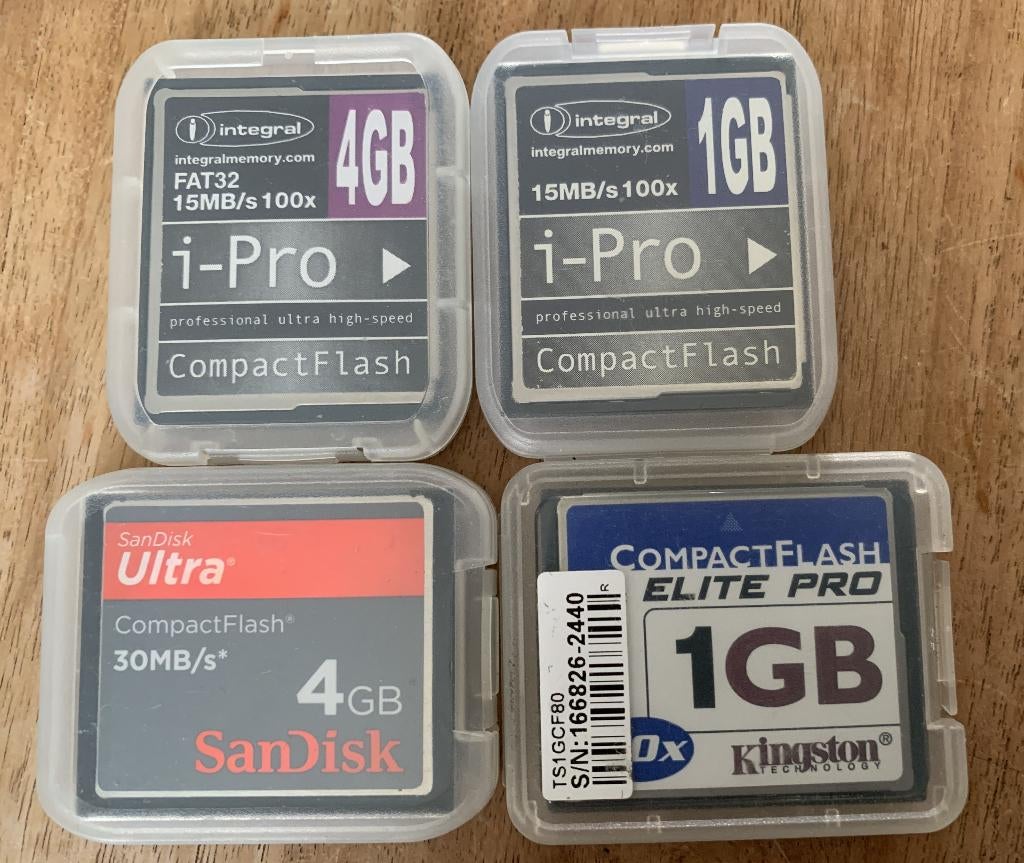 i integral
integralmemory.com
FAT32
15MB/s 100x
4GB
i-Pro
professional ultra high-speed
CompactFlash
i integral
integralmemory.com
15MB/s 100x
1GB
i-Pro
professional ultra high-speed
CompactFlash
SanDisk
Ultra®
CompactFlash®
30MB/s*
4GB
SanDisk
COMPACTFLASH
ELITE PRO
1GB
0x
Kingston®
TECHNOLOGY
TS1GCF80
S/N:166826-2440
R